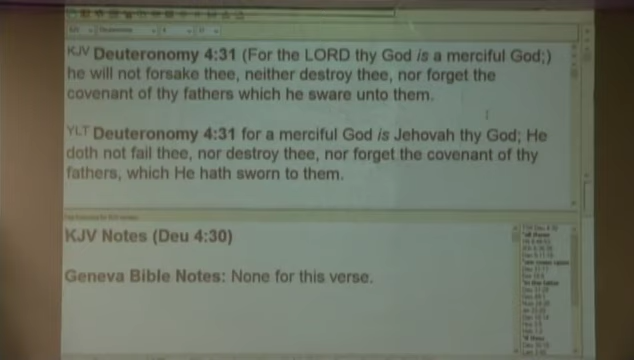 KJV Deuteronomy 4:31 (For the LORD thy God is a merciful God;)
he will not forsake thee, neither destroy thee, nor forget the
covenant of thy fathers which he sware unto them.
YLT Deuteronomy 4:31 for a merciful God is Jehovah thy God; He
doth not fail thee, nor destroy thee, nor forget the covenant of thy
fathers, which He hath sworn to them.
KJV Notes (Deu 4:30)
Geneva Bible Notes: None for this verse.